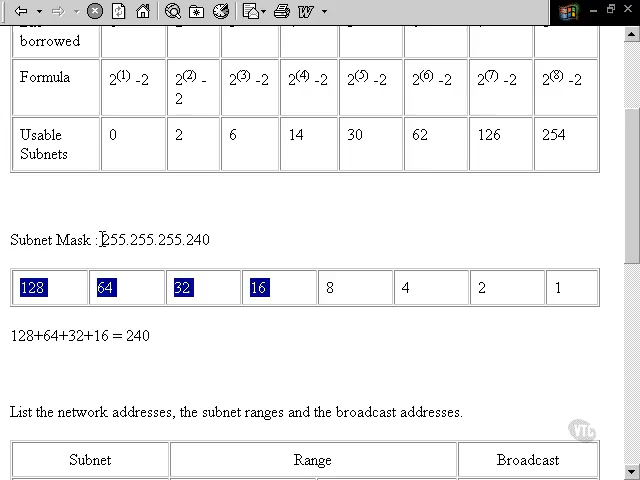 borrowed
Formula 2(1) -2 2(2) - 2 2(3) -2 2(4) -2 2(5) -2 2(6) -2 2(7) -2 2(8) -2
Usable Subnets 0 2 6 14 30 62 126 254
Subnet Mask : 255.255.255.240
128 64 32 16 8 4 2 1
128+64+32+16 = 240
List the network addresses, the subnet ranges and the broadcast addresses.
VTC
Subnet Range Broadcast